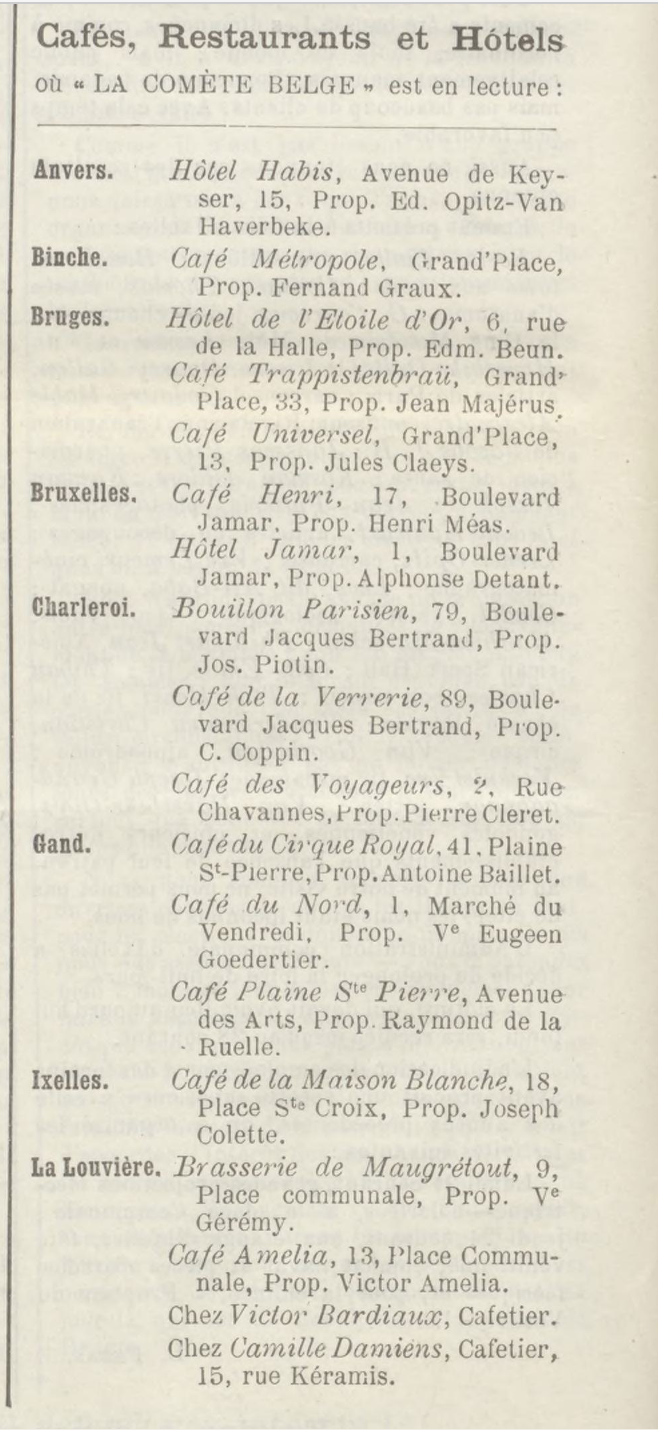 Cafés, Restaurants et Hôtels
où “ LA COMÈTE BELGE ” est en lecture :
Anvers. Hôtel Habis, Avenue de Key-
ser, 15, Prop. Ed. Opitz-Van
Haverbeke.
Binche. Café Métropole, Grand'Place,
Prop. Fernand Graux.
Bruges. Hôtel de l'Etoile d'Or, 6, rue
de la Halle, Prop. Edm. Beun.
Café Trappistenbraü, Grand'
Place, 33, Prop. Jean Majérus.
Café Universel, Grand'Place,
13, Prop. Jules Claeys.
Bruxelles. Café Henri, 17, Boulevard
Jamar, Prop. Henri Méas.
Hôtel Jamar, 1, Boulevard
Jamar, Prop. Alphonse Detant.
Charleroi. Bouillon Parisien, 79, Boule-
vard Jacques Bertrand, Prop.
Jos. Piotin.
Café de la Verrerie, 89, Boule-
vard Jacques Bertrand, Prop.
C. Coppin.
Café des Voyageurs, Rue
Chavannes, Prop. Pierre Cleret.
Gand. Café du Cirque Royal, 41, Plaine
St-Pierre, Prop. Antoine Baillet.
Café du Nord, 1, Marché du
Vendredi, Prop. Ve Eugeen
Goedertier.
Café Plaine Ste Pierre, Avenue
des Arts, Prop. Raymond de la
Ruelle.
Ixelles. Café de la Maison Blanche, 18,
Place Ste Croix, Prop. Joseph
Colette.
La Louvière. Brasserie de Maugrétout, 9,
Place communale, Prop. Ve
Gérémy.
Café Amelia, 13, Place Commu-
nale, Prop. Victor Amelia.
Chez Victor Bardiaux, Cafetier.
Chez Camille Damiens, Cafetier,
15, rue Kéramis.